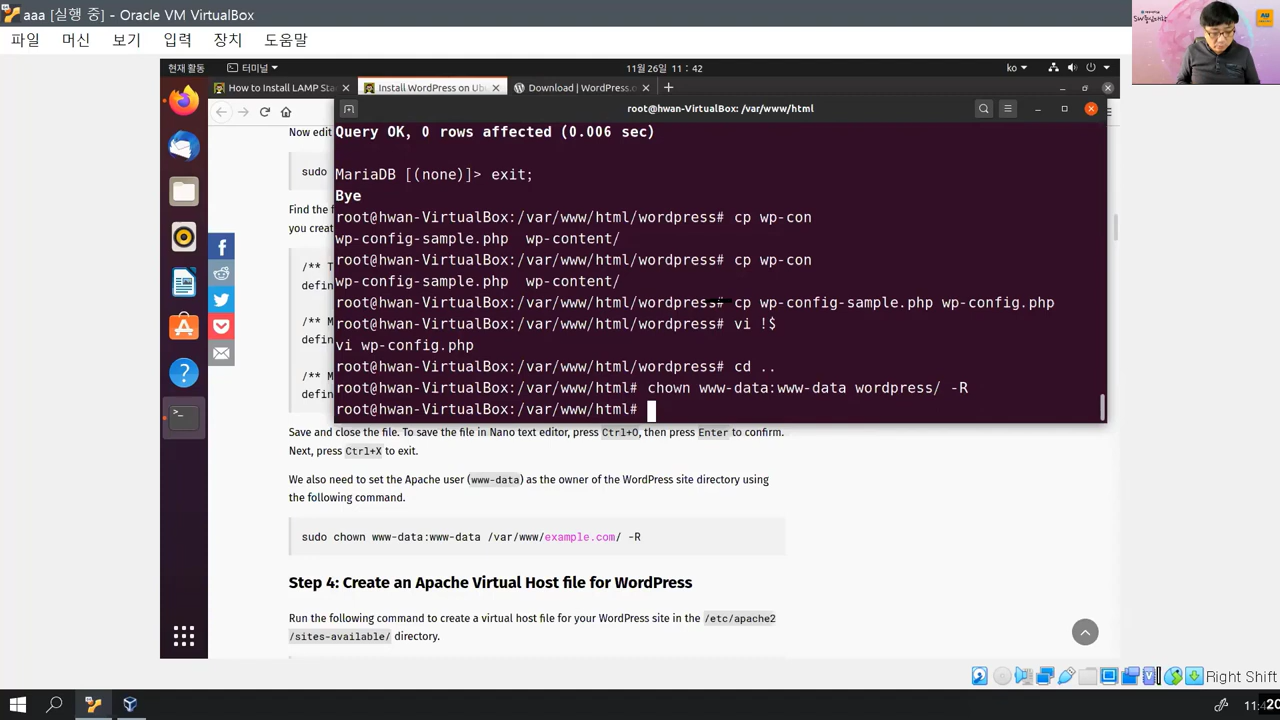 aaa [실행 중] - Oracle VM VirtualBox
파일 머신 보기 입력 장치 도움말
현재 활동 터미널 11월 26일 11 : 42 ko
How to Install LAMP Sta Install WordPress on Ub Download | WordPress.o
root@hwan-VirtualBox: /var/www/html
Now edit
sudo
Find the f
you creat
/** T
defin
/** M
defin
/** M
defin
Query OK, 0 rows affected (0.006 sec)
MariaDB [(none)]> exit;
Bye
root@hwan-VirtualBox:/var/www/html/wordpress# cp wp-con
wp-config-sample.php wp-content/
root@hwan-VirtualBox:/var/www/html/wordpress# cp wp-con
wp-config-sample.php wp-content/
root@hwan-VirtualBox:/var/www/html/wordpress# cp wp-config-sample.php wp-config.php
root@hwan-VirtualBox:/var/www/html/wordpress# vi !$
vi wp-config.php
root@hwan-VirtualBox:/var/www/html/wordpress# cd ..
root@hwan-VirtualBox:/var/www/html# chown www-data:www-data wordpress/ -R
root@hwan-VirtualBox:/var/www/html#
Save and close the file. To save the file in Nano text editor, press Ctrl+O, then press Enter to confirm.
Next, press Ctrl+X to exit.
We also need to set the Apache user (www-data) as the owner of the WordPress site directory using
the following command.
sudo chown www-data:www-data /var/www/example.com/ -R
Step 4: Create an Apache Virtual Host file for WordPress
Run the following command to create a virtual host file for your WordPress site in the /etc/apache2
/sites-available/ directory.
Right Shift